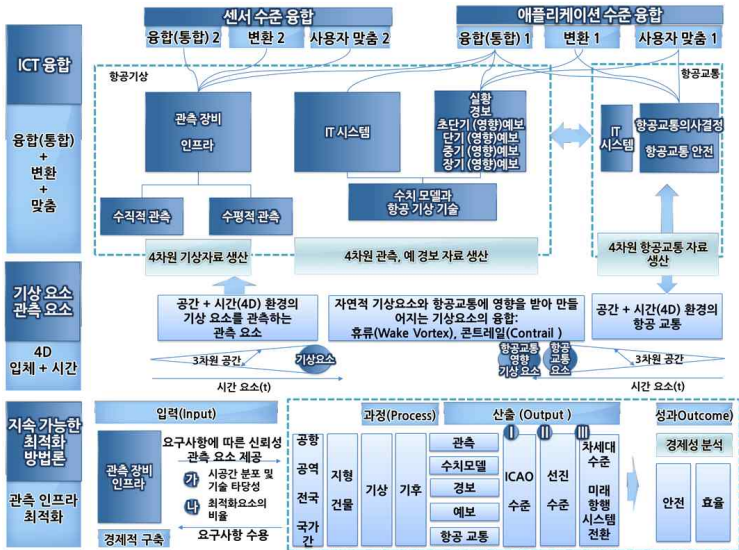 센서 수준 융합
애플리케이션 수준 융합
융합(통합) 2
변환 2
사용자 맞춤 2
융합(통합) 1
변환 1
사용자 맞춤 1
ICT 융합
융합(통합)
+
변환
+
맞춤
항공기상
관측 장비
인프라
IT 시스템
실황
경보
초단기 (영향)예보
단기 (영향)예보
중기 (영향)예보
장기 (영향)예보
수직적 관측
수평적 관측
수치 모델과
항공 기상 기술
항공교통
IT
시스템
항공교통의사결정
항공교통 안전
4차원 기상자료 생산
4차원 관측, 예 경보 자료 생산
4차원 항공교통 자료
생산
기상 요소
관측 요소
4D
입체 + 시간
공간 + 시간(4D) 환경의
기상 요소를 관측하는
관측 요소
자연적 기상요소와 항공교통에 영향을 받아 만들
어지는 기상요소의 융합:
휴류(Wake Vortex), 콘트레일(Contrail )
공간 + 시간(4D) 환경의
항공 교통
3차원 공간
기상요소
시간 요소(t)
항공교통
영향
기상 요소
항공
교통
요소
3차원 공간
시간 요소(t)
지속 가능한
최적화
방법론
관측 인프라
최적화
입력(Input)
관측 장비
인프라
경제적 구축
요구사항에 따른 신뢰성
관측 요소 제공
가 시공간 분포 및
기술 타당성
나 최적화요소의
비율
요구사항 수용
과정(Process)
산출 (Output )
성과Outcome)
공항
공역
전국
국가
간
지형
건물
기상
기후
관측
수치모델
경보
예보
항공 교통
I
ICAO
수준
II
선진
수준
III
차세대
수준
미래
항행
시스템
전환
경제성 분석
안전
효율